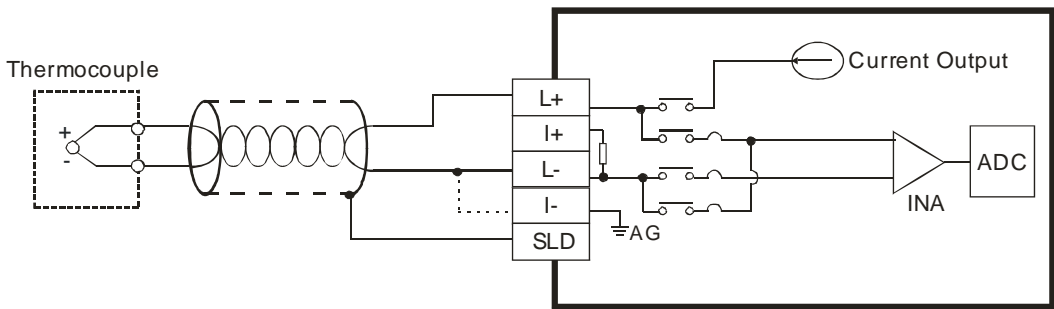 Thermocouple
+
-
L+
I+
L-
I-
SLD
Current Output
AG
INA
ADC